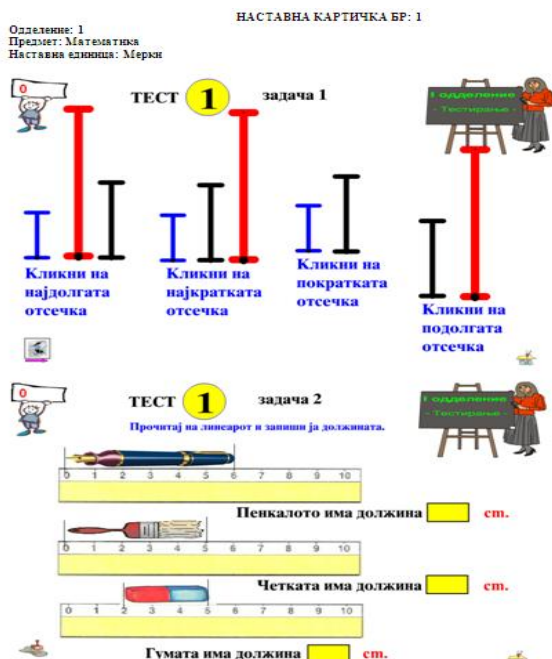 НАСТАВНА КАРТИЧКА БР: 1
Одделение: 1
Предмет: Математика
Наставна единица: Мерки
0
ТЕСТ 1 задача 1
I одделение
- Тестирање -
Кликни на
најдолгата
отсечка
Кликни на
најкратката
отсечка
Кликни на
пократката
отсечка
Кликни на
подолгата
отсечка
0
ТЕСТ 1 задача 2
I одделение
- Тестирање -
Прочитај на линеарот и запиши ја должината.
0 1 2 3 4 5 6 7 8 9 10
Пенкалото има должина cm.
0 1 2 3 4 5 6 7 8 9 10
Четката има должина cm.
0 1 2 3 4 5 6 7 8 9 10
Гумата има должина cm.